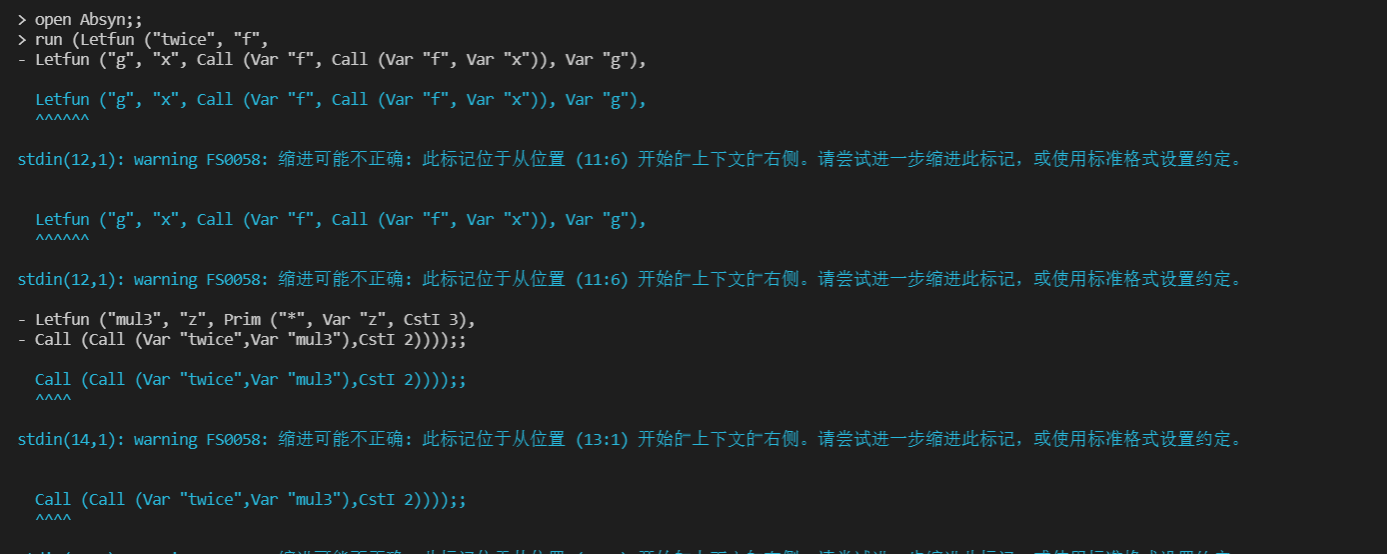 > open Absyn;;
> run (Letfun ("twice", "f",
- Letfun ("g", "x", Call (Var "f", Call (Var "f", Var "x")), Var "g"),
Letfun ("g", "x", Call (Var "f", Call (Var "f", Var "x")), Var "g"),
^^^^^^
stdin(12,1): warning FS0058: 缩进可能不正确: 此标记位于从位置 (11:6) 开始的上下文的右侧。请尝试进一步缩进此标记，或使用标准格式设置约定。
Letfun ("g", "x", Call (Var "f", Call (Var "f", Var "x")), Var "g"),
^^^^^^
stdin(12,1): warning FS0058: 缩进可能不正确: 此标记位于从位置 (11:6) 开始的上下文的右侧。请尝试进一步缩进此标记，或使用标准格式设置约定。
- Letfun ("mul3", "z", Prim ("*", Var "z", CstI 3),
- Call (Call (Var "twice",Var "mul3"),CstI 2))));;
Call (Call (Var "twice",Var "mul3"),CstI 2))));;
^^^^
stdin(14,1): warning FS0058: 缩进可能不正确: 此标记位于从位置 (13:1) 开始的上下文的右侧。请尝试进一步缩进此标记，或使用标准格式设置约定。
Call (Call (Var "twice",Var "mul3"),CstI 2))));;
^^^^